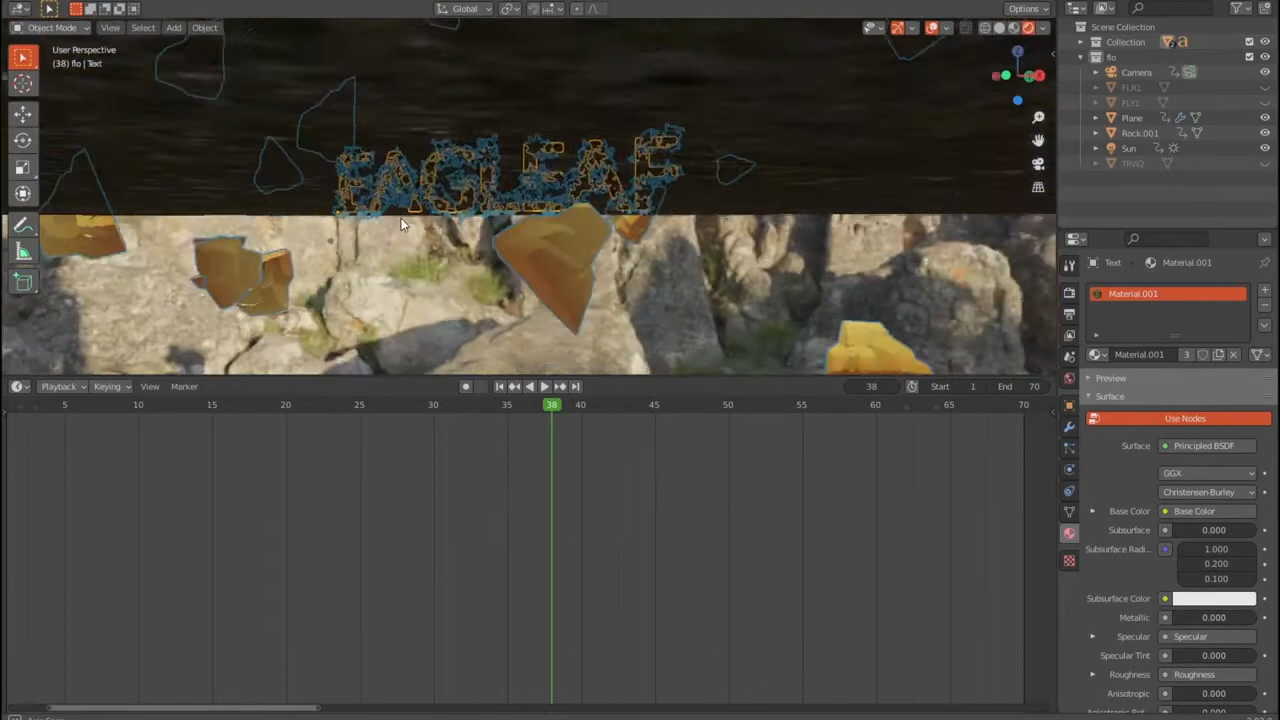 Global
Options
Object Mode
View
Select
Add
Object
User Perspective
(38) flo | Text
EAGLEAF
Scene Collection
Collection
flo
Camera
FLR1
FLY1
Plane
Rock.001
Sun
TRW2
Text
Material.001
Material.001
Material.001
3
Preview
Surface
Use Nodes
Surface
Principled BSDF
GGX
Christensen-Burley
Base Color
Base Color
Subsurface
0.000
Subsurface Radi...
1.000
0.200
0.100
Subsurface Color
Metallic
0.000
Specular
Specular
Specular Tint
0.000
Roughness
Roughness
Anisotropic
0.000
Playback
Keying
View
Marker
38
Start
1
End
70
5
10
15
20
25
30
35
38
40
45
50
55
60
65
70